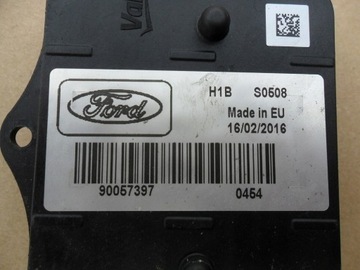 Ford
H1B S0508
Made in EU
16/02/2016
90057397
0454